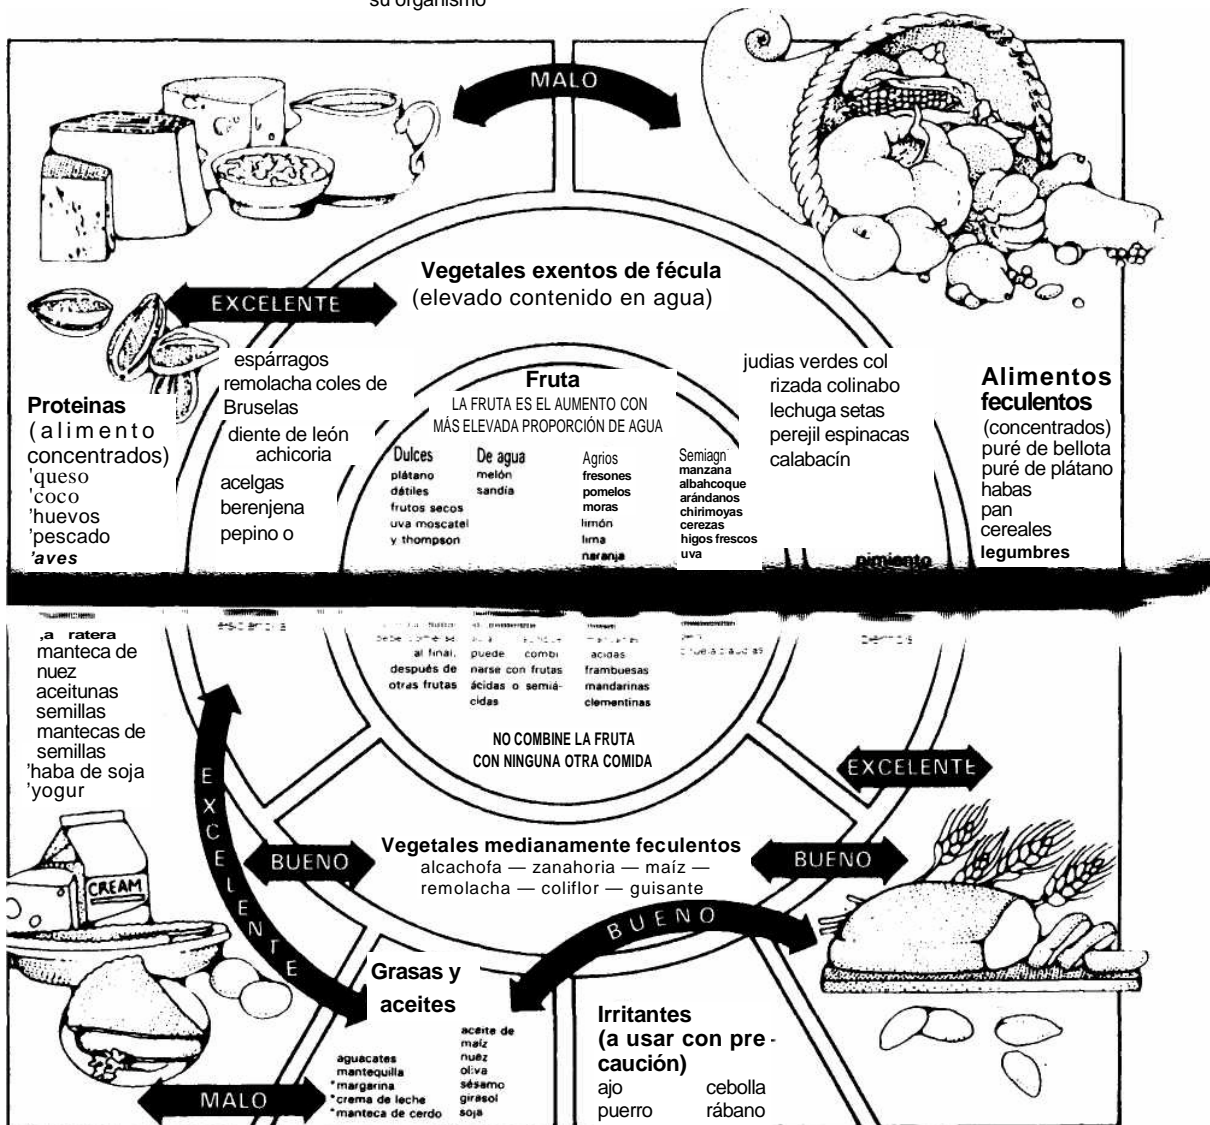 su organismo
MALO
Vegetales exentos de fécula
(elevado contenido en agua)
EXCELENTE
Proteinas
(alimento
concentrados)
'queso
'coco
'huevos
'pescado
'aves
espárragos
remolacha coles de
Bruselas
diente de león
achicoria
acelgas
berenjena
pepino o
Fruta
LA FRUTA ES EL AUMENTO CON
MÁS ELEVADA PROPORCIÓN DE AGUA
Dulces
plátano
dátiles
frutos secos
uva moscatel
y thompson
De agua
melón
sandía
Agrios
fresones
pomelos
moras
limón
lima
naranja
Semiagri
manzana
albahcoque
arándanos
chirimoyas
cerezas
higos frescos
uva
judias verdes col
rizada colinabo
lechuga setas
perejil espinacas
calabacín
pimiento
Alimentos
feculentos
(concentrados)
puré de bellota
puré de plátano
habas
pan
cereales
legumbres
manteca de
nuez
aceitunas
semillas
mantecas de
semillas
'haba de soja
'yogur
al final,
después de
otras frutas
puede combi
narse con frutas
ácidas o semiá-
cidas
acidas
frambuesas
mandarinas
clementinas
NO COMBINE LA FRUTA
CON NINGUNA OTRA COMIDA
EXCELENTE
EXCELENTE
BUENO
Vegetales medianamente feculentos
alcachofa — zanahoria — maíz —
remolacha — coliflor — guisante
BUENO
BUENO
CREAM
Grasas y
aceites
aguacates
mantequilla
*margarina
*crema de leche
*manteca de cerdo
aceite de
maíz
nuez
oliva
sésamo
girasol
soja
MALO
Irritantes
(a usar con pre-
caución)
ajo cebolla
puerro rábano